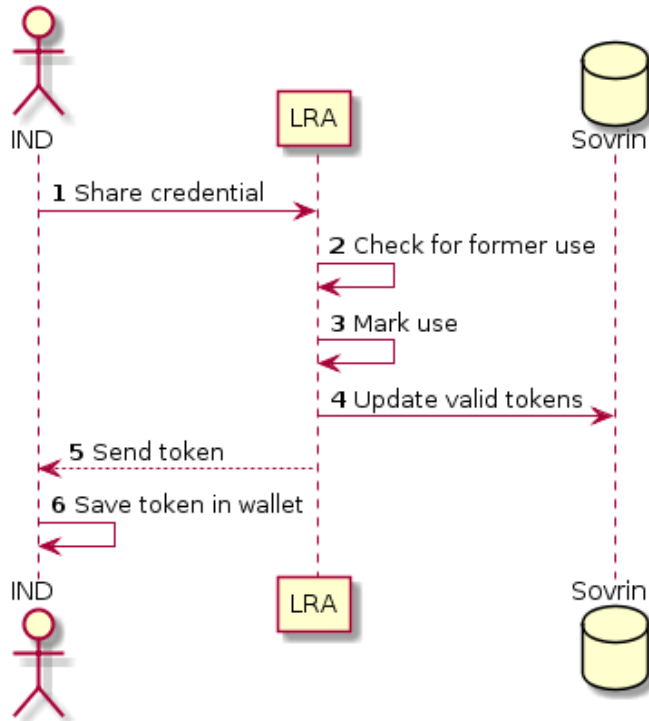 IND
LRA
Sovrin
1 Share credential
2 Check for former use
3 Mark use
4 Update valid tokens
5 Send token
6 Save token in wallet
IND
LRA
Sovrin